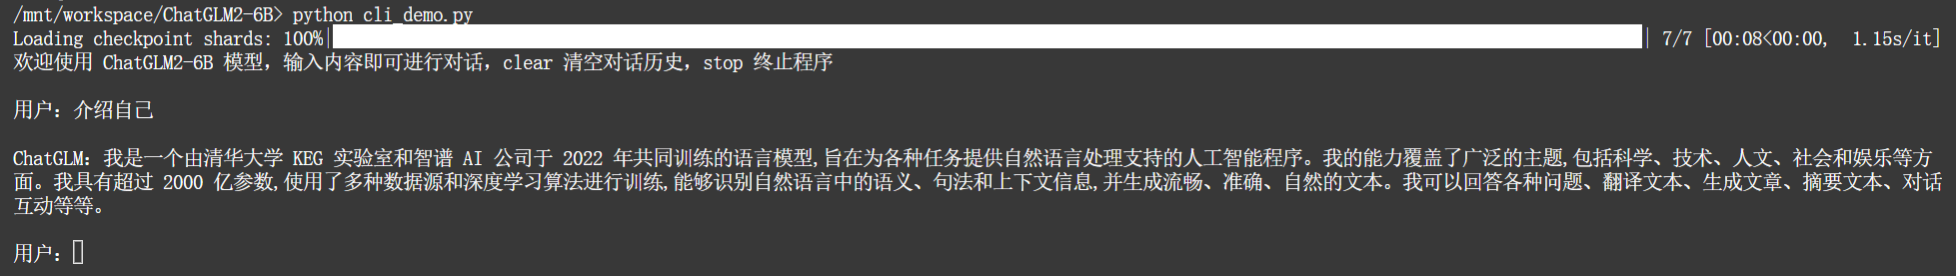 /mnt/workspace/ChatGLM2-6B> python cli_demo.py
Loading checkpoint shards: 100%| | 7/7 [00:08<00:00,  1.15s/it]
欢迎使用 ChatGLM2-6B 模型，输入内容即可进行对话，clear 清空对话历史，stop 终止程序
用户：介绍自己
ChatGLM：我是一个由清华大学 KEG 实验室和智谱 AI 公司于 2022 年共同训练的语言模型,旨在为各种任务提供自然语言处理支持的人工智能程序。我的能力覆盖了广泛的主题,包括科学、技术、人文、社会和娱乐等方
面。我具有超过 2000 亿参数,使用了多种数据源和深度学习算法进行训练,能够识别自然语言中的语义、句法和上下文信息,并生成流畅、准确、自然的文本。我可以回答各种问题、翻译文本、生成文章、摘要文本、对话
互动等等。
用户：